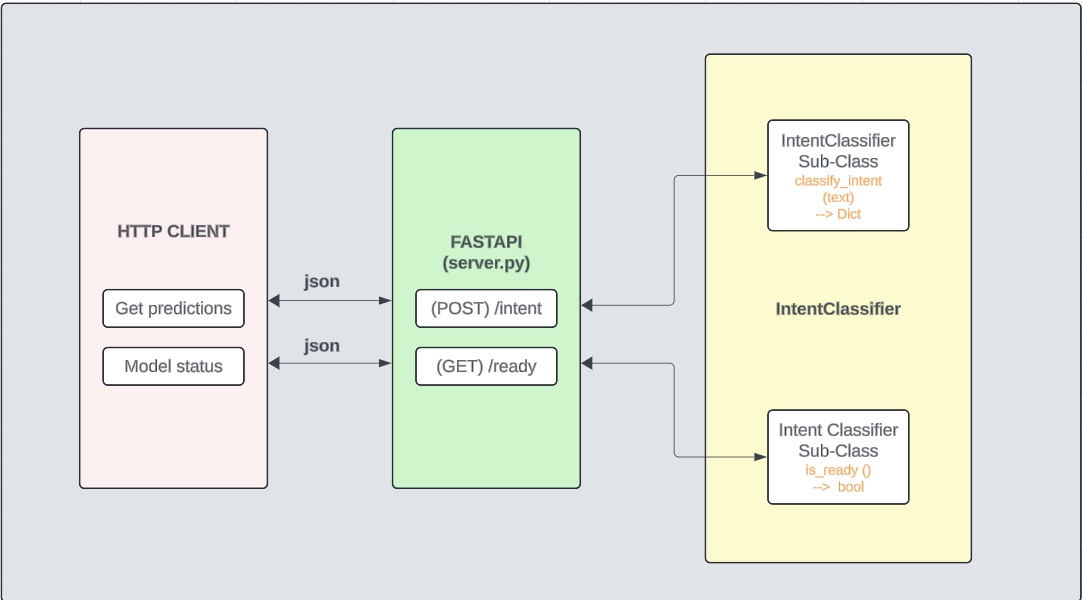 HTTP CLIENT
Get predictions
Model status
json
json
FASTAPI
(server.py)
(POST) /intent
(GET) /ready
IntentClassifier
Sub-Class
classify_intent
(text)
--> Dict
IntentClassifier
Intent Classifier
Sub-Class
is_ready ()
--> bool